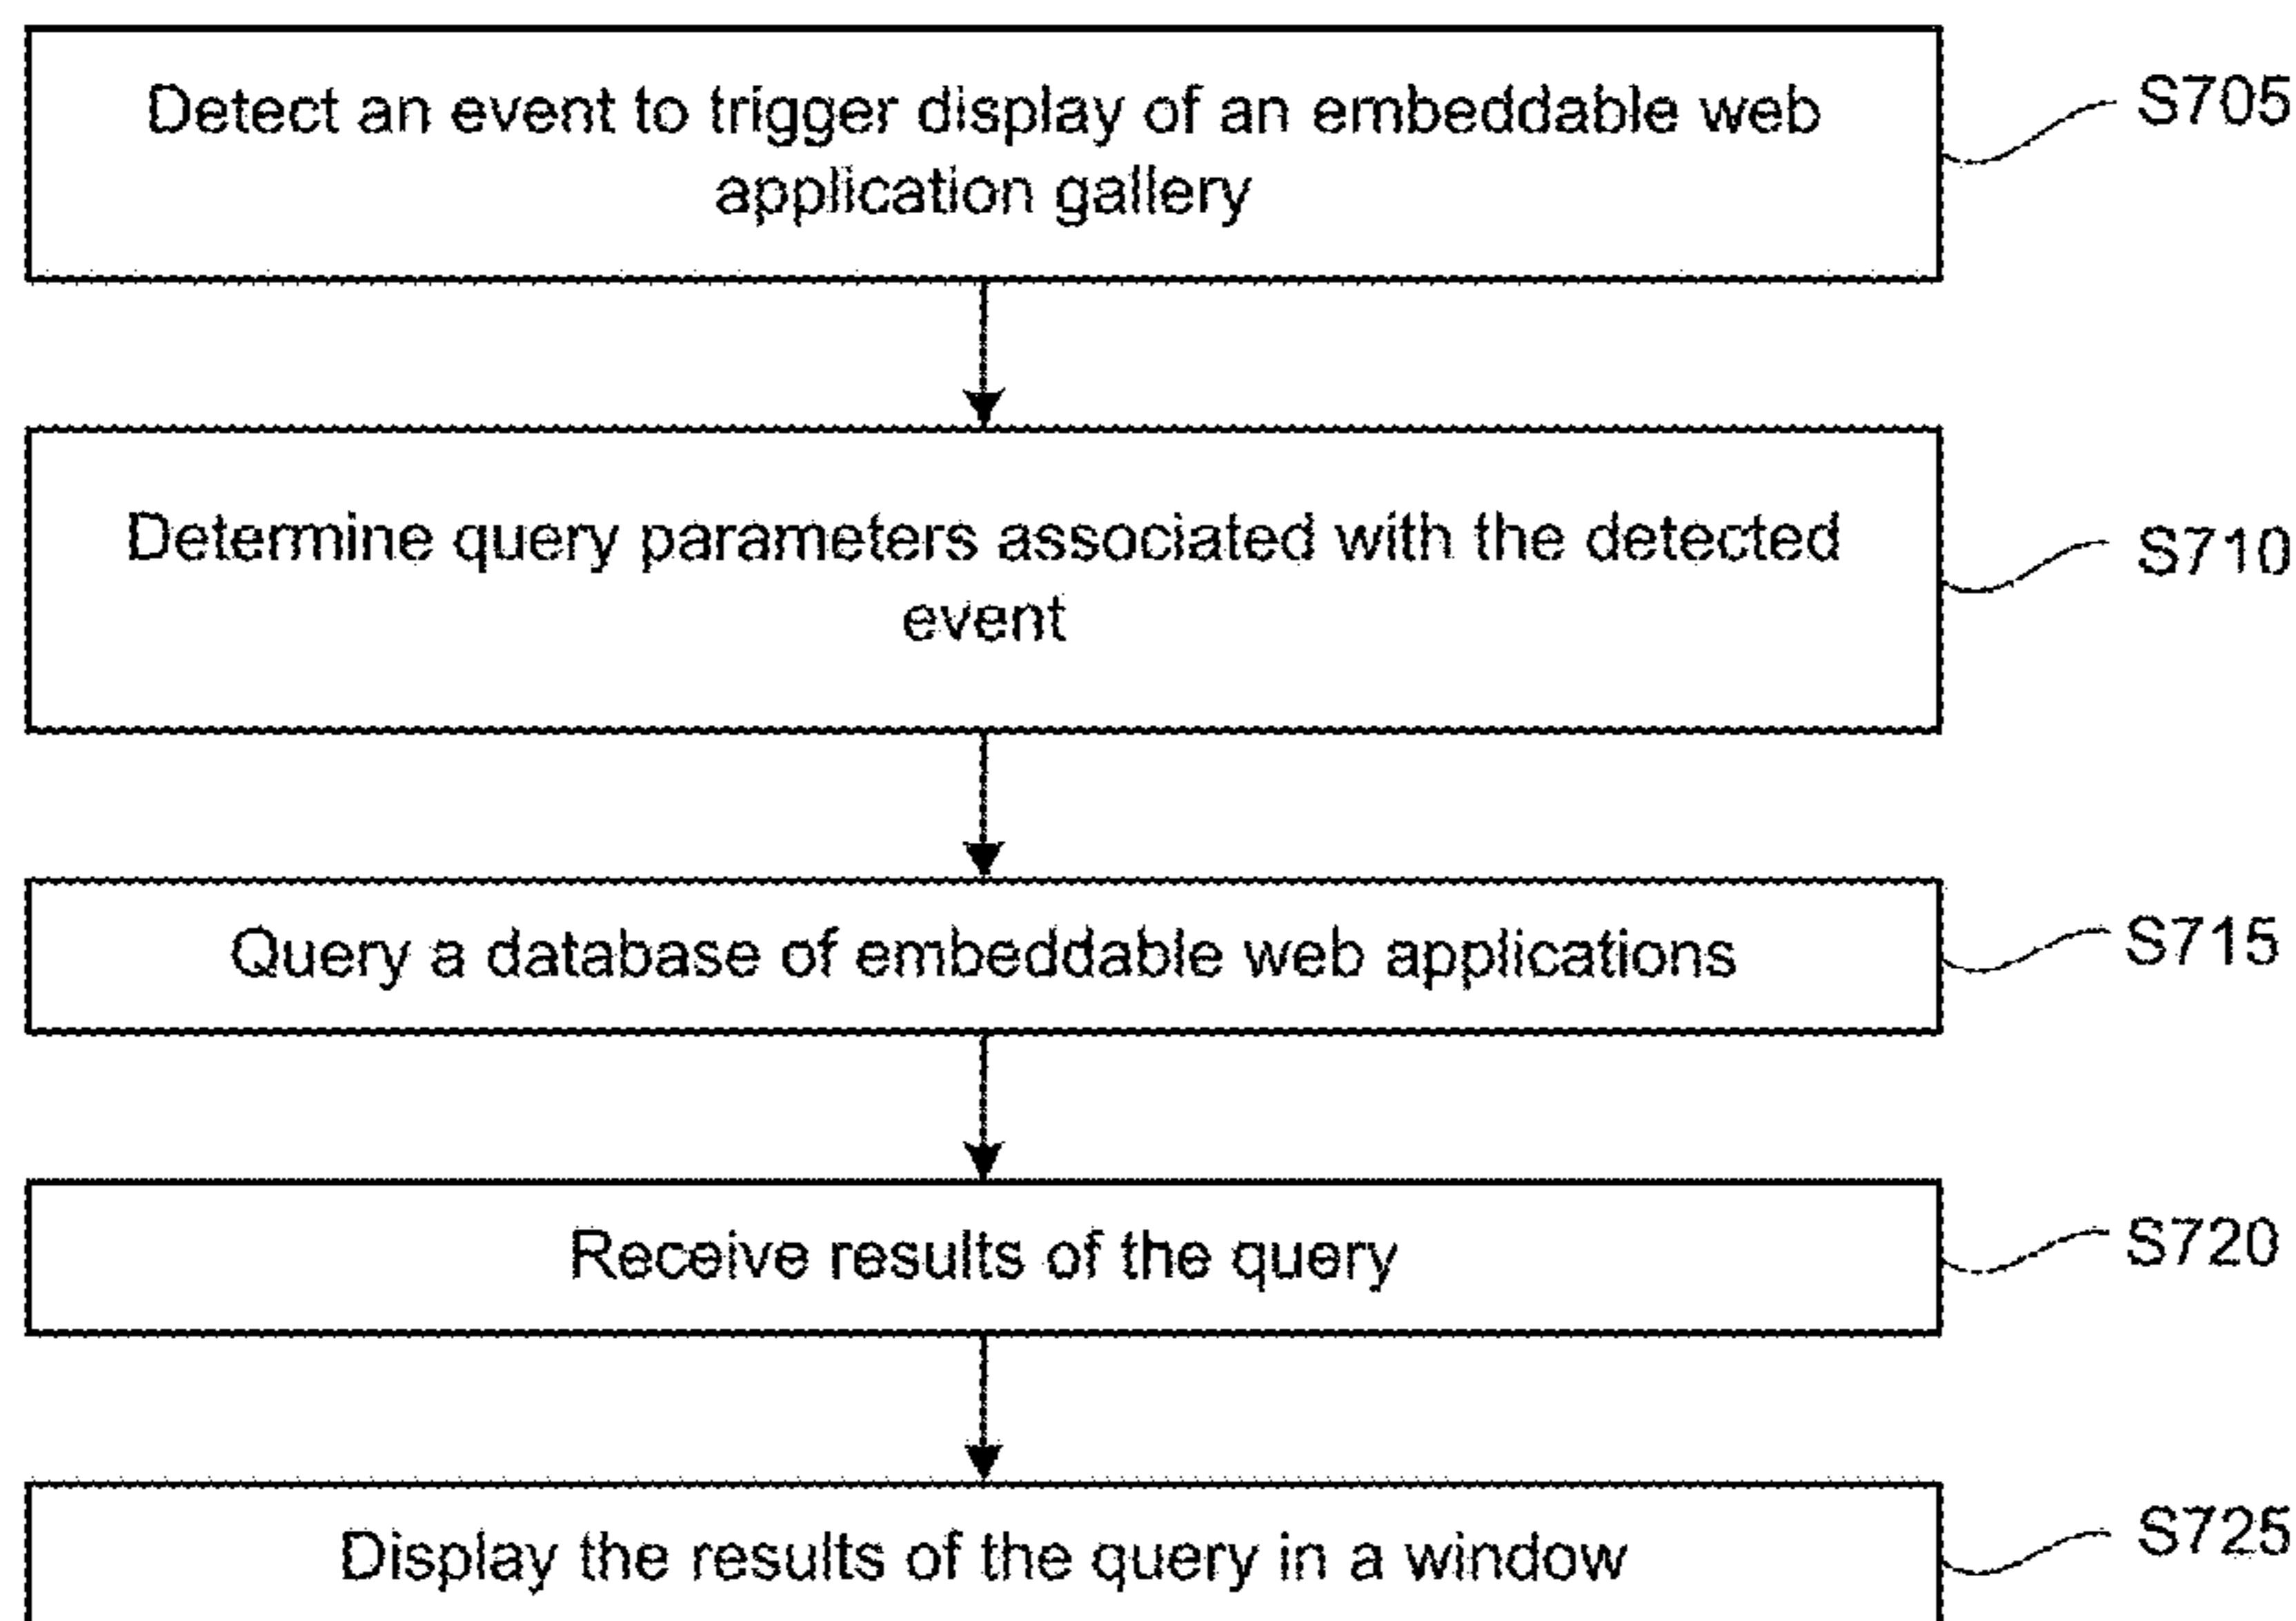 Detect an event to trigger display of an embeddable web
application gallery
S705
Determine query parameters associated with the detected
event
S710
Query a database of embeddable web applications
S715
Receive results of the query
S720
Display the results of the query in a window
S725